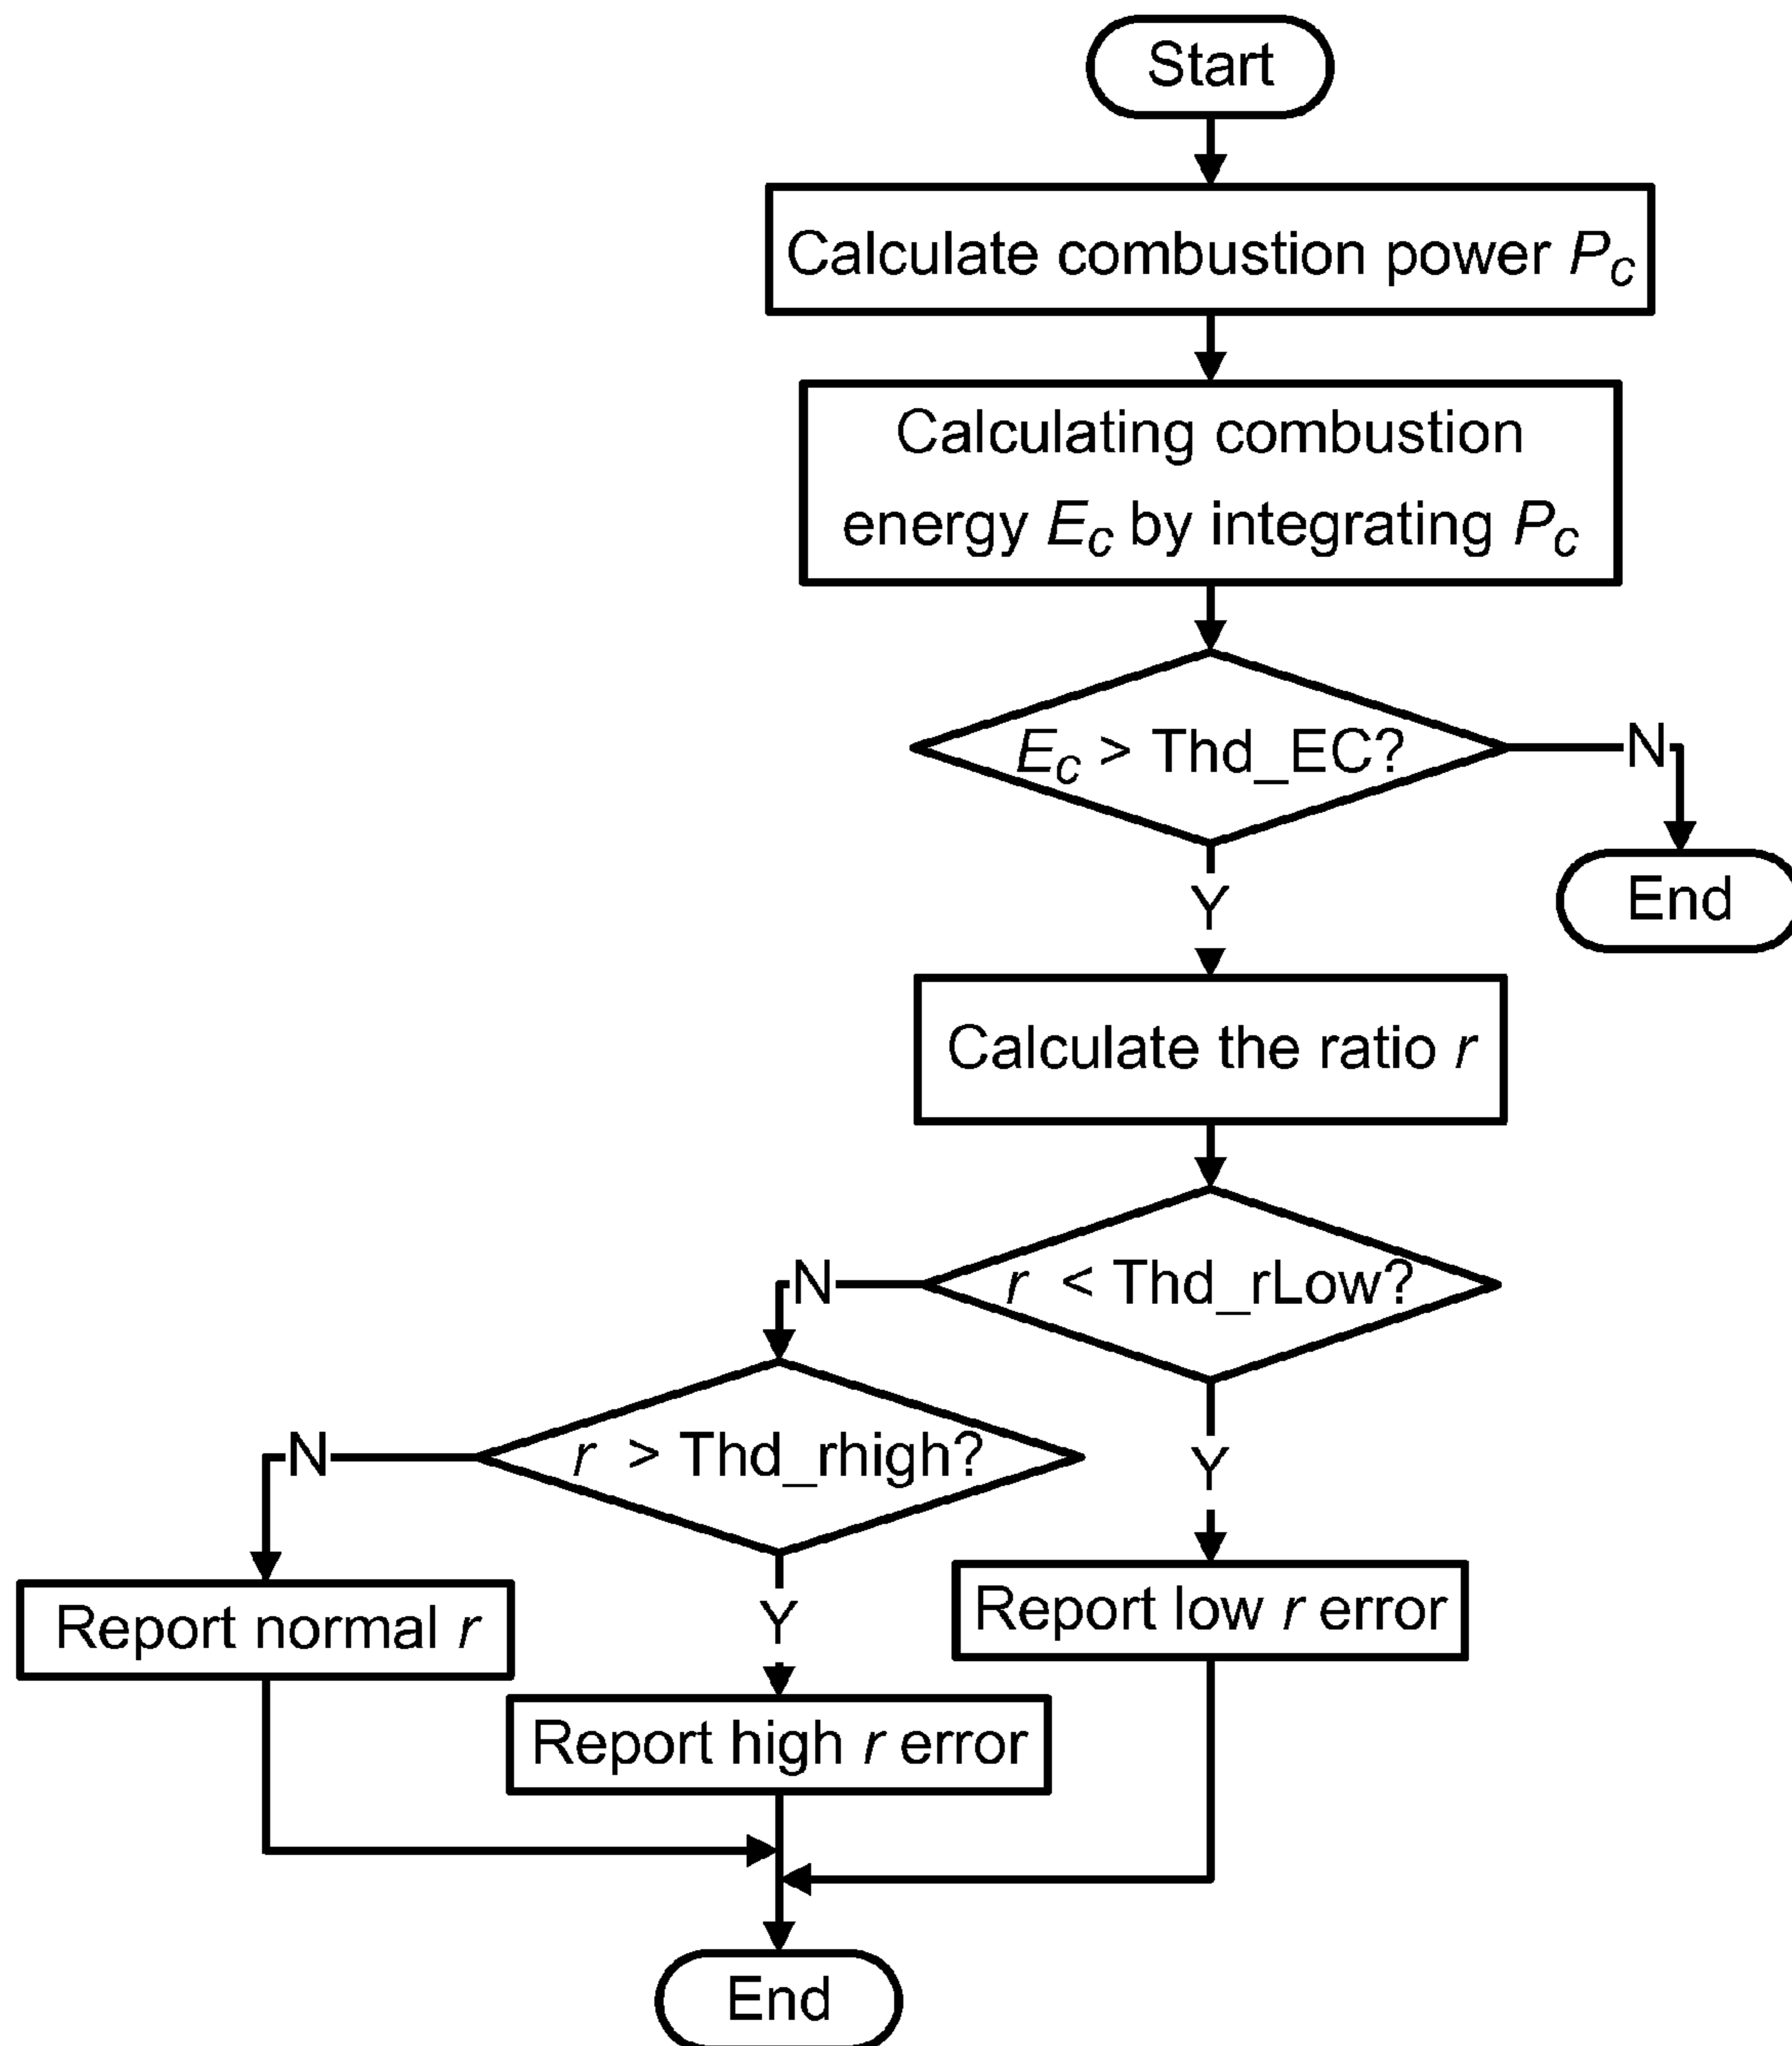 Start
Calculate combustion power Pc
Calculating combustion
energy Ec by integrating Pc
Ec > Thd_EC?
N
End
Y
Calculate the ratio r
r < Thd_rLow?
N
r > Thd_rhigh?
N
Y
Y
Report low r error
Report normal r
Report high r error
End